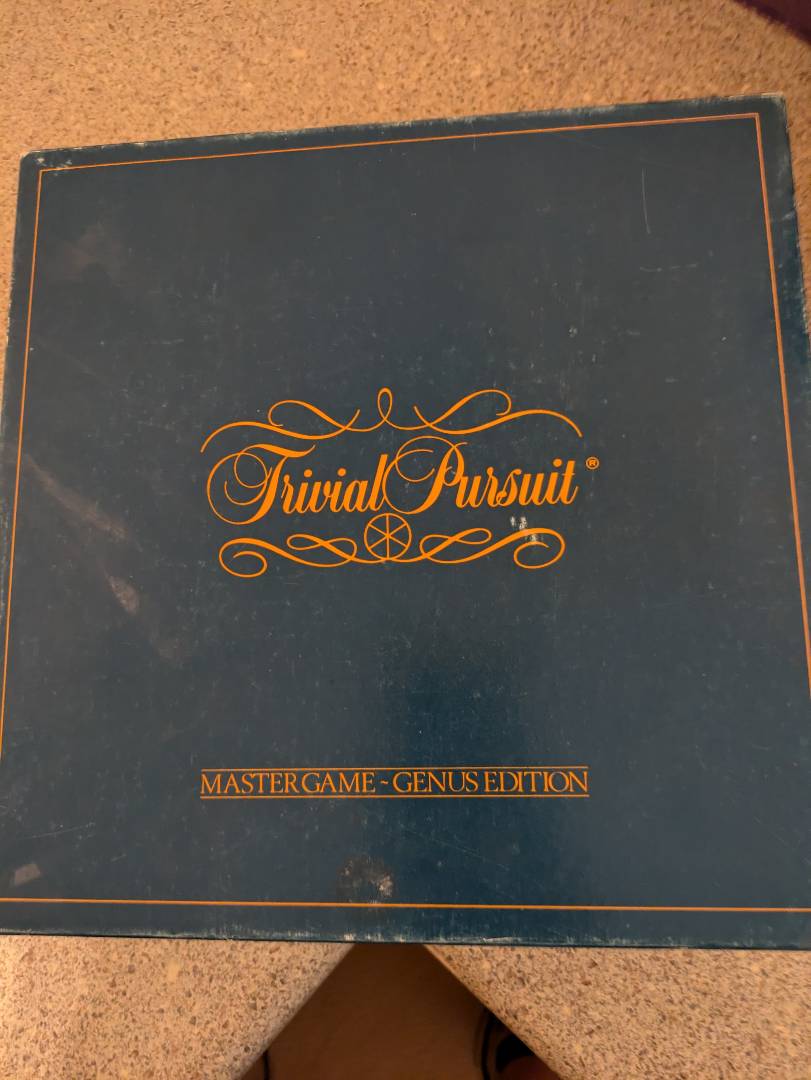 Trivial Pursuit®
MASTER GAME ~ GENUS EDITION